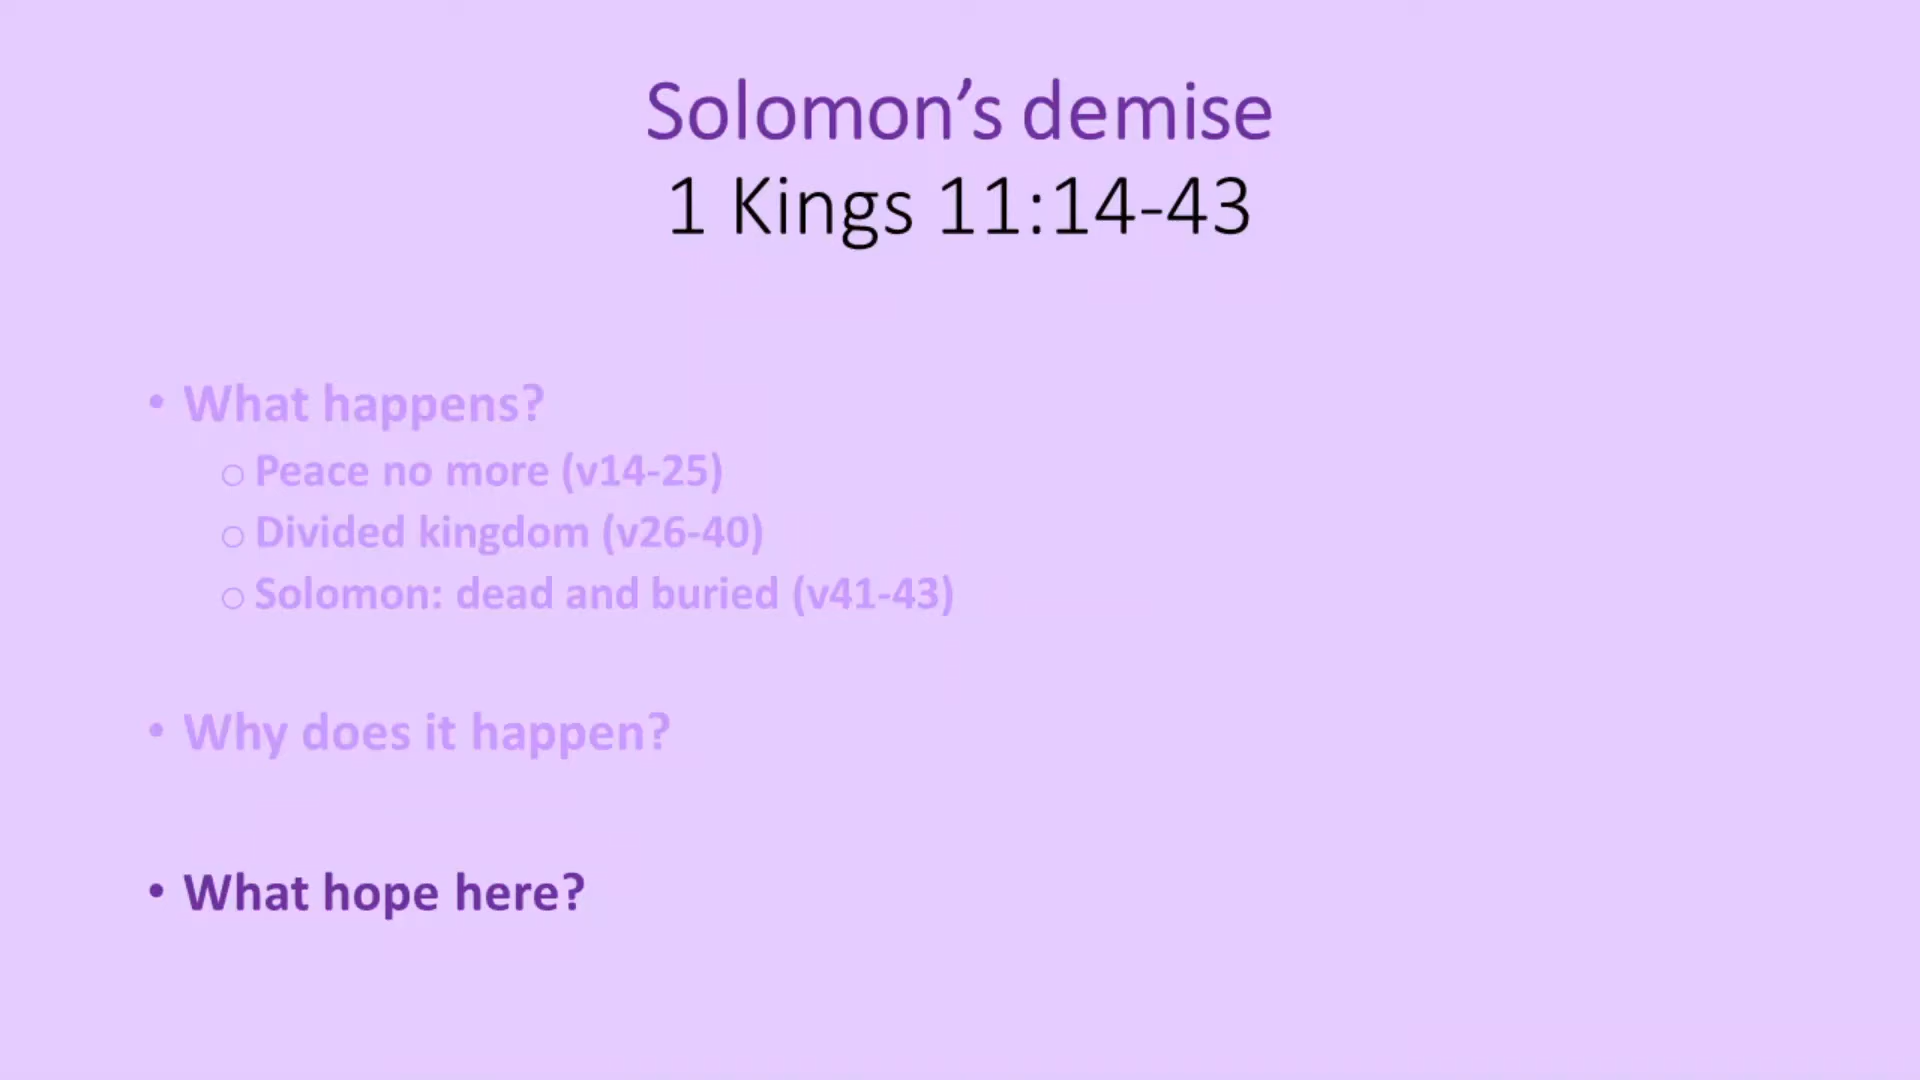 Solomon’s demise
1 Kings 11:14-43
• What happens?
○ Peace no more (v14-25)
○ Divided kingdom (v26-40)
○ Solomon: dead and buried (v41-43)
• Why does it happen?
• What hope here?